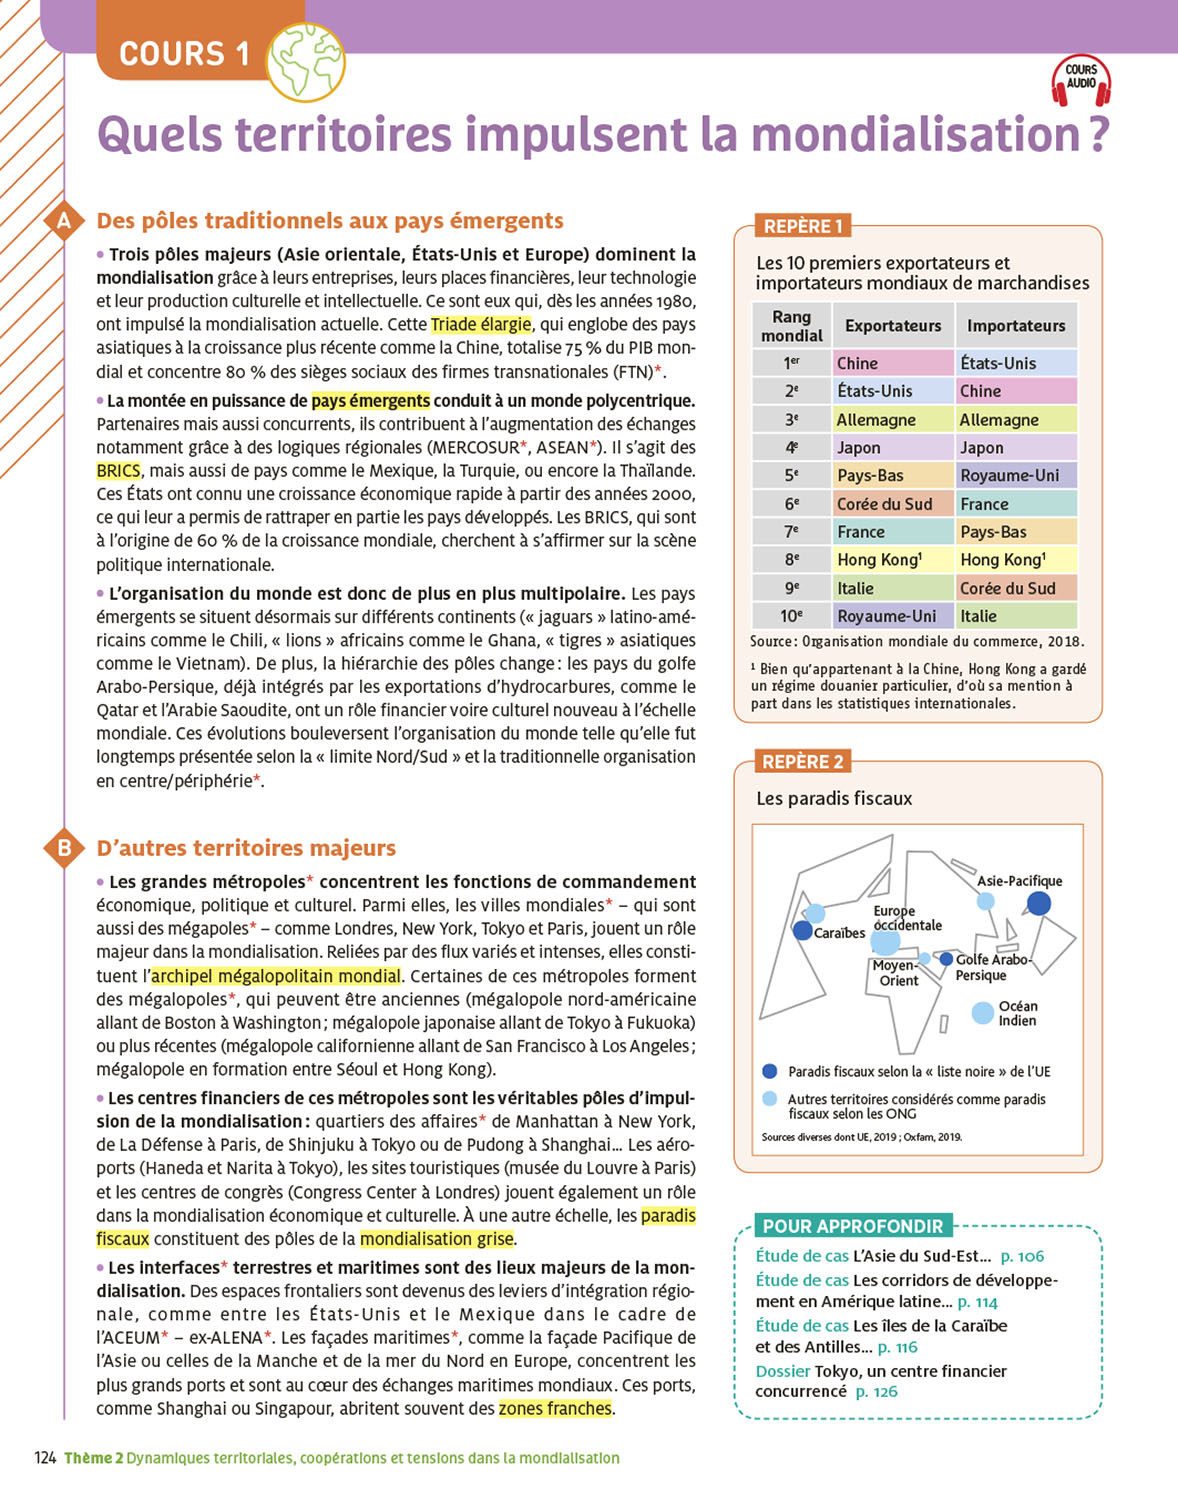 COURS 1
COURS
AUDIO
Quels territoires impulsent la mondialisation ?
A
Des pôles traditionnels aux pays émergents
• Trois pôles majeurs (Asie orientale, États-Unis et Europe) dominent la
mondialisation grâce à leurs entreprises, leurs places financières, leur technologie
et leur production culturelle et intellectuelle. Ce sont eux qui, dès les années 1980,
ont impulsé la mondialisation actuelle. Cette Triade élargie, qui englobe des pays
asiatiques à la croissance plus récente comme la Chine, totalise 75 % du PIB mon-
dial et concentre 80 % des sièges sociaux des firmes transnationales (FTN)*.
• La montée en puissance de pays émergents conduit à un monde polycentrique.
Partenaires mais aussi concurrents, ils contribuent à l'augmentation des échanges
notamment grâce à des logiques régionales (MERCOSUR*, ASEAN*). Il s'agit des
BRICS, mais aussi de pays comme le Mexique, la Turquie, ou encore la Thaïlande.
Ces États ont connu une croissance économique rapide à partir des années 2000,
ce qui leur a permis de rattraper en partie les pays développés. Les BRICS, qui sont
à l'origine de 60 % de la croissance mondiale, cherchent à s'affirmer sur la scène
politique internationale.
• L'organisation du monde est donc de plus en plus multipolaire. Les pays
émergents se situent désormais sur différents continents (« jaguars » latino-amé-
ricains comme le Chili, « lions » africains comme le Ghana, « tigres » asiatiques
comme le Vietnam). De plus, la hiérarchie des pôles change : les pays du golfe
Arabo-Persique, déjà intégrés par les exportations d'hydrocarbures, comme le
Qatar et l'Arabie Saoudite, ont un rôle financier voire culturel nouveau à l'échelle
mondiale. Ces évolutions bouleversent l'organisation du monde telle qu'elle fut
longtemps présentée selon la « limite Nord/Sud » et la traditionnelle organisation
en centre/périphérie*.
B
D'autres territoires majeurs
• Les grandes métropoles* concentrent les fonctions de commandement
économique, politique et culturel. Parmi elles, les villes mondiales* – qui sont
aussi des mégapoles* – comme Londres, New York, Tokyo et Paris, jouent un rôle
majeur dans la mondialisation. Reliées par des flux variés et intenses, elles consti-
tuent l'archipel mégalopolitain mondial. Certaines de ces métropoles forment
des mégalopoles*, qui peuvent être anciennes (mégalopole nord-américaine
allant de Boston à Washington ; mégalopole japonaise allant de Tokyo à Fukuoka)
ou plus récentes (mégalopole californienne allant de San Francisco à Los Angeles ;
mégalopole en formation entre Séoul et Hong Kong).
• Les centres financiers de ces métropoles sont les véritables pôles d'impul-
sion de la mondialisation : quartiers des affaires* de Manhattan à New York,
de La Défense à Paris, de Shinjuku à Tokyo ou de Pudong à Shanghai... Les aéro-
ports (Haneda et Narita à Tokyo), les sites touristiques (musée du Louvre à Paris)
et les centres de congrès (Congress Center à Londres) jouent également un rôle
dans la mondialisation économique et culturelle. À une autre échelle, les paradis
fiscaux constituent des pôles de la mondialisation grise.
• Les interfaces* terrestres et maritimes sont des lieux majeurs de la mon-
dialisation. Des espaces frontaliers sont devenus des leviers d'intégration régio-
nale, comme entre les États-Unis et le Mexique dans le cadre de
l'ACEUM* – ex-ALENA*. Les façades maritimes*, comme la façade Pacifique de
l'Asie ou celles de la Manche et de la mer du Nord en Europe, concentrent les
plus grands ports et sont au cœur des échanges maritimes mondiaux. Ces ports,
comme Shanghai ou Singapour, abritent souvent des zones franches.
REPÈRE 1
Les 10 premiers exportateurs et
importateurs mondiaux de marchandises
Rang mondial Exportateurs Importateurs
1er Chine États-Unis
2e États-Unis Chine
3e Allemagne Allemagne
4e Japon Japon
5e Pays-Bas Royaume-Uni
6e Corée du Sud France
7e France Pays-Bas
8e Hong Kong¹ Hong Kong¹
9e Italie Corée du Sud
10e Royaume-Uni Italie
Source : Organisation mondiale du commerce, 2018.
¹ Bien qu'appartenant à la Chine, Hong Kong a gardé
un régime douanier particulier, d'où sa mention à
part dans les statistiques internationales.
REPÈRE 2
Les paradis fiscaux
Asie-Pacifique
Europe
occidentale
Caraïbes
Moyen-
Orient
Golfe Arabo-
Persique
Océan
Indien
Paradis fiscaux selon la « liste noire » de l'UE
Autres territoires considérés comme paradis
fiscaux selon les ONG
Sources diverses dont UE, 2019 ; Oxfam, 2019.
POUR APPROFONDIR
Étude de cas L'Asie du Sud-Est... p. 106
Étude de cas Les corridors de développe-
ment en Amérique latine... p. 114
Étude de cas Les îles de la Caraïbe
et des Antilles... p. 116
Dossier Tokyo, un centre financier
concurrencé p. 126
124 Thème 2 Dynamiques territoriales, coopérations et tensions dans la mondialisation